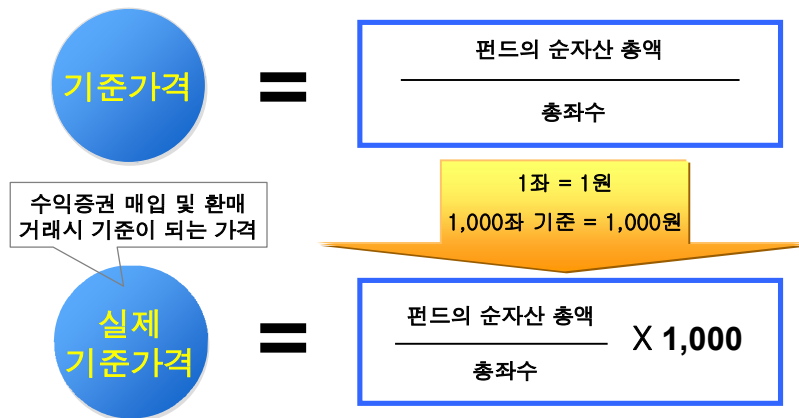 기준가격
=
펀드의 순자산 총액
총좌수
1좌 = 1원
1,000좌 기준 = 1,000원
수익증권 매입 및 환매
거래시 기준이 되는 가격
실제
기준가격
=
펀드의 순자산 총액
총좌수
X 1,000